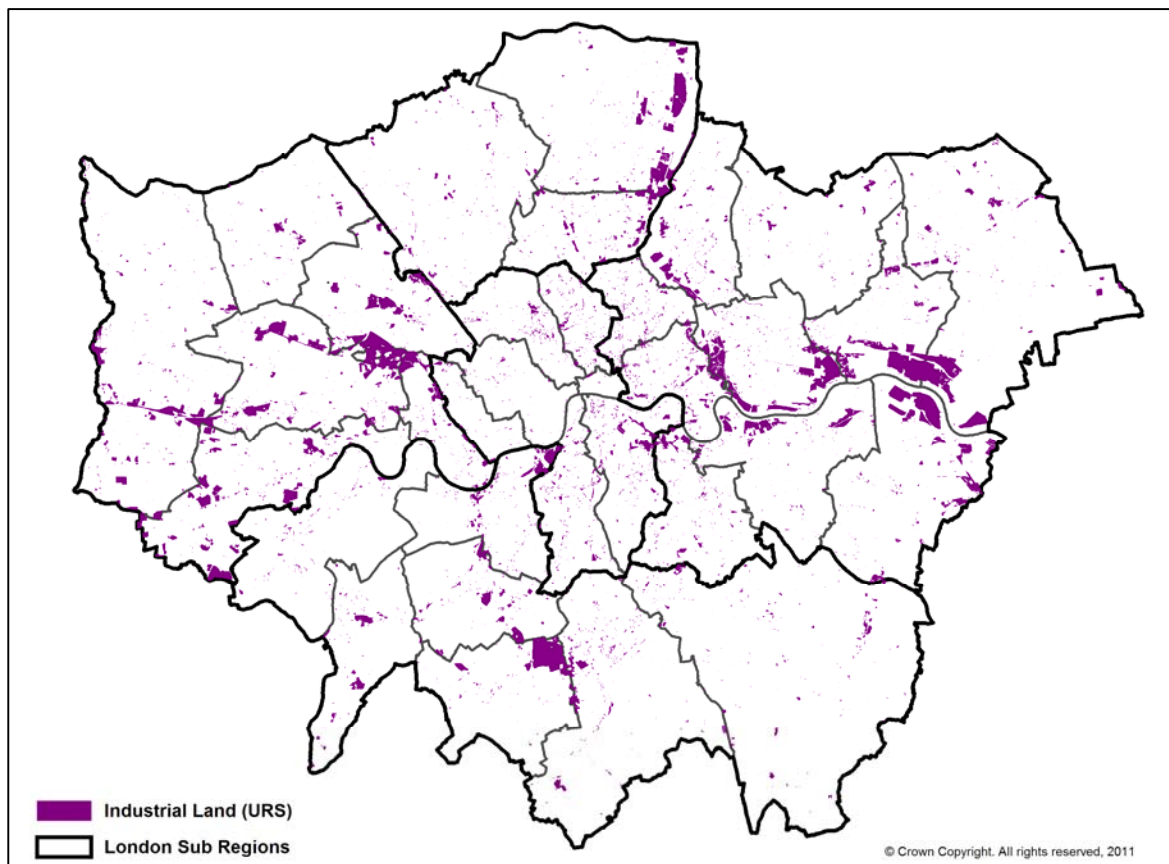 Industrial Land (URS)
London Sub Regions
© Crown Copyright. All rights reserved, 2011